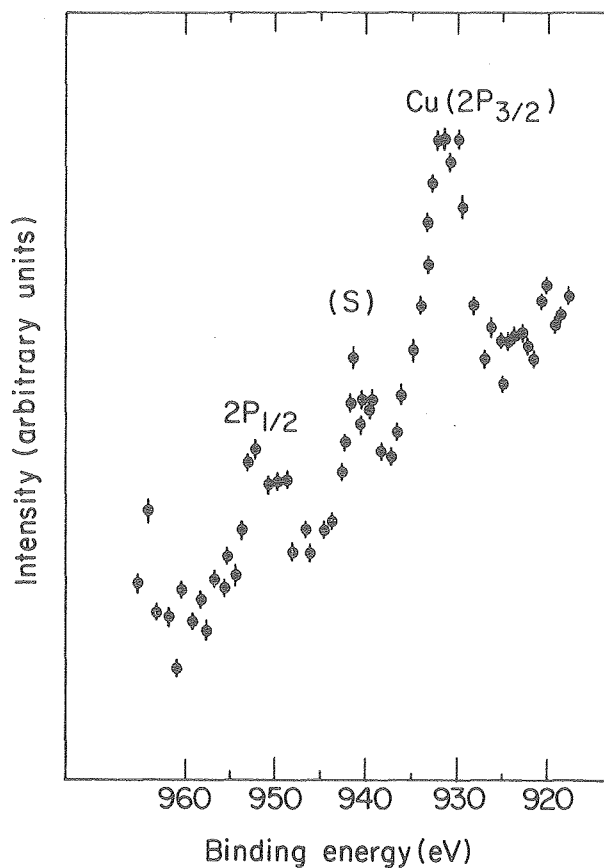 Cu(2P3/2)
(S)
2P1/2
Intensity (arbitrary units)
960 950 940 930 920
Binding energy (eV)